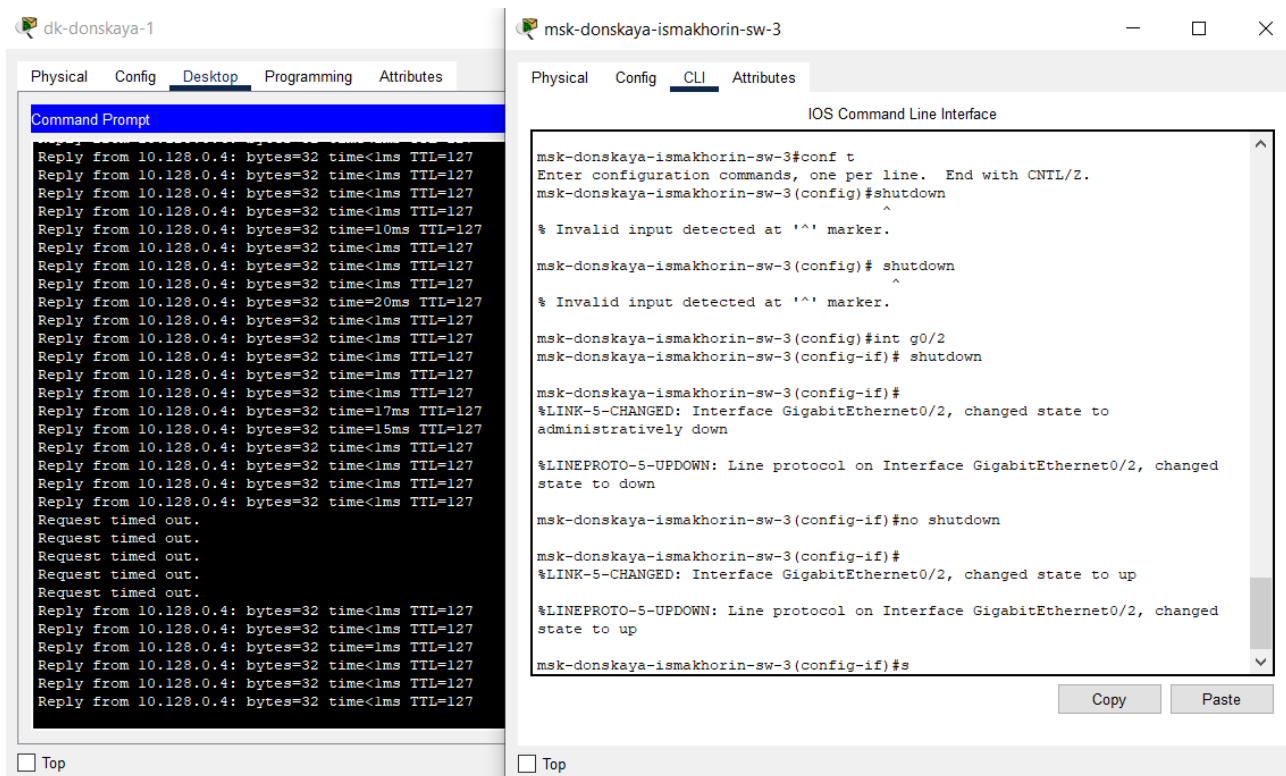 dk-donskaya-1
Physical Config Desktop Programming Attributes
Command Prompt
Reply from 10.128.0.4: bytes=32 time<1ms TTL=127
Reply from 10.128.0.4: bytes=32 time<1ms TTL=127
Reply from 10.128.0.4: bytes=32 time<1ms TTL=127
Reply from 10.128.0.4: bytes=32 time<1ms TTL=127
Reply from 10.128.0.4: bytes=32 time=10ms TTL=127
Reply from 10.128.0.4: bytes=32 time<1ms TTL=127
Reply from 10.128.0.4: bytes=32 time<1ms TTL=127
Reply from 10.128.0.4: bytes=32 time<1ms TTL=127
Reply from 10.128.0.4: bytes=32 time=20ms TTL=127
Reply from 10.128.0.4: bytes=32 time<1ms TTL=127
Reply from 10.128.0.4: bytes=32 time<1ms TTL=127
Reply from 10.128.0.4: bytes=32 time=1ms TTL=127
Reply from 10.128.0.4: bytes=32 time=1ms TTL=127
Reply from 10.128.0.4: bytes=32 time<1ms TTL=127
Reply from 10.128.0.4: bytes=32 time=17ms TTL=127
Reply from 10.128.0.4: bytes=32 time=15ms TTL=127
Reply from 10.128.0.4: bytes=32 time<1ms TTL=127
Reply from 10.128.0.4: bytes=32 time<1ms TTL=127
Reply from 10.128.0.4: bytes=32 time<1ms TTL=127
Reply from 10.128.0.4: bytes=32 time<1ms TTL=127
Request timed out.
Request timed out.
Request timed out.
Request timed out.
Request timed out.
Reply from 10.128.0.4: bytes=32 time<1ms TTL=127
Reply from 10.128.0.4: bytes=32 time<1ms TTL=127
Reply from 10.128.0.4: bytes=32 time=1ms TTL=127
Reply from 10.128.0.4: bytes=32 time<1ms TTL=127
Reply from 10.128.0.4: bytes=32 time<1ms TTL=127
Reply from 10.128.0.4: bytes=32 time<1ms TTL=127
Top
msk-donskaya-ismakhorin-sw-3
Physical Config CLI Attributes
IOS Command Line Interface
msk-donskaya-ismakhorin-sw-3#conf t
Enter configuration commands, one per line. End with CNTL/Z.
msk-donskaya-ismakhorin-sw-3(config)#shutdown
^
% Invalid input detected at '^' marker.
msk-donskaya-ismakhorin-sw-3(config)# shutdown
^
% Invalid input detected at '^' marker.
msk-donskaya-ismakhorin-sw-3(config)#int g0/2
msk-donskaya-ismakhorin-sw-3(config-if)# shutdown
msk-donskaya-ismakhorin-sw-3(config-if)#
%LINK-5-CHANGED: Interface GigabitEthernet0/2, changed state to
administratively down
%LINEPROTO-5-UPDOWN: Line protocol on Interface GigabitEthernet0/2, changed
state to down
msk-donskaya-ismakhorin-sw-3(config-if)#no shutdown
msk-donskaya-ismakhorin-sw-3(config-if)#
%LINK-5-CHANGED: Interface GigabitEthernet0/2, changed state to up
%LINEPROTO-5-UPDOWN: Line protocol on Interface GigabitEthernet0/2, changed
state to up
msk-donskaya-ismakhorin-sw-3(config-if)#s
Copy Paste
Top